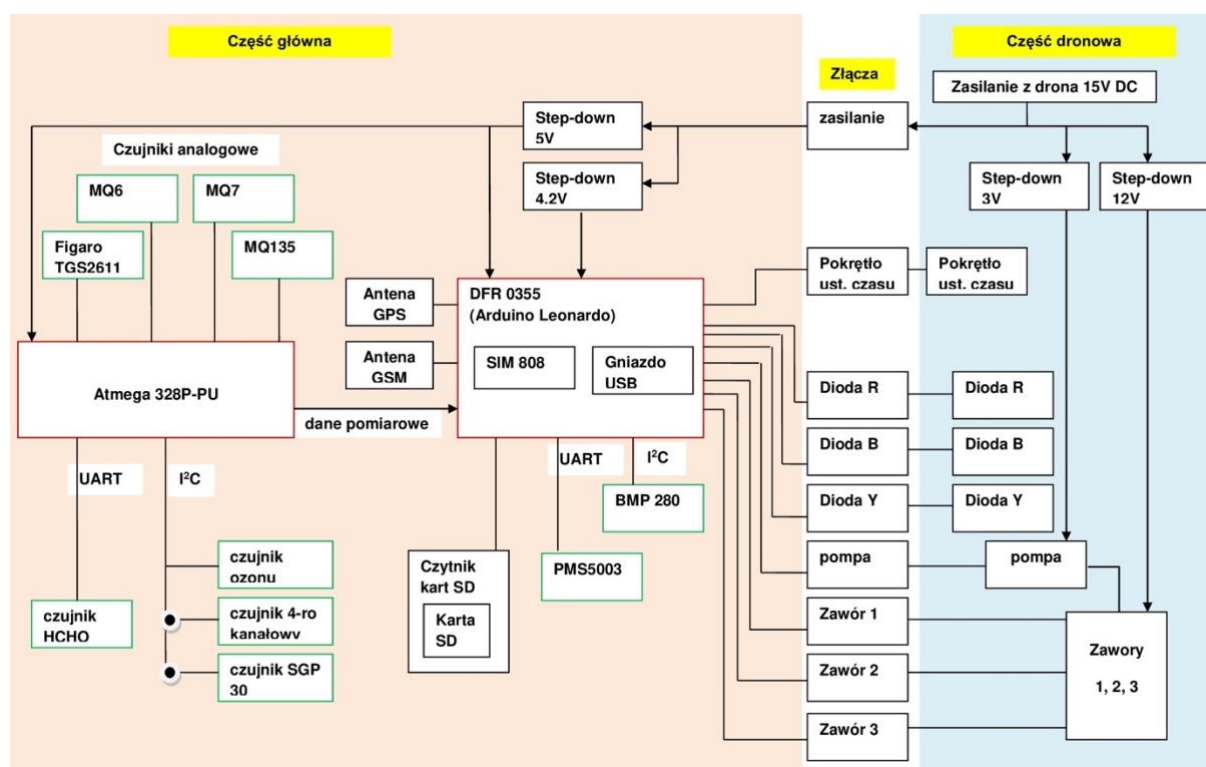 Część główna
Część dronowa
Złącza
Zasilanie z drona 15V DC
zasilanie
Step-down
5V
Step-down
4.2V
Step-down
3V
Step-down
12V
Czujniki analogowe
MQ6
MQ7
Figaro
TGS2611
MQ135
Antena
GPS
Antena
GSM
DFR 0355
(Arduino Leonardo)
SIM 808
Gniazdo
USB
Pokrętło
ust. czasu
Pokrętło
ust. czasu
Atmega 328P-PU
dane pomiarowe
Dioda R
Dioda R
Dioda B
Dioda B
Dioda Y
Dioda Y
UART
I²C
UART
I²C
BMP 280
PMS5003
Czytnik
kart SD
Karta
SD
czujnik
ozonu
czujnik 4-ro
kanałowy
czujnik SGP
30
czujnik
HCHO
pompa
pompa
Zawór 1
Zawór 2
Zawór 3
Zawory
1, 2, 3